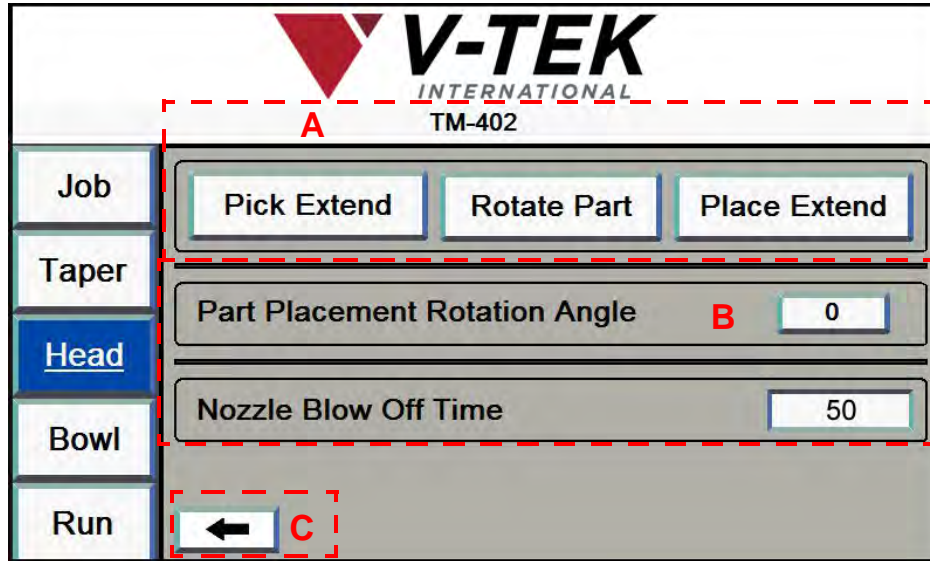 V-TEK
INTERNATIONAL
TM-402
A
Job
Pick Extend Rotate Part Place Extend
Taper
Part Placement Rotation Angle B 0
Head
Nozzle Blow Off Time 50
Bowl
Run
C